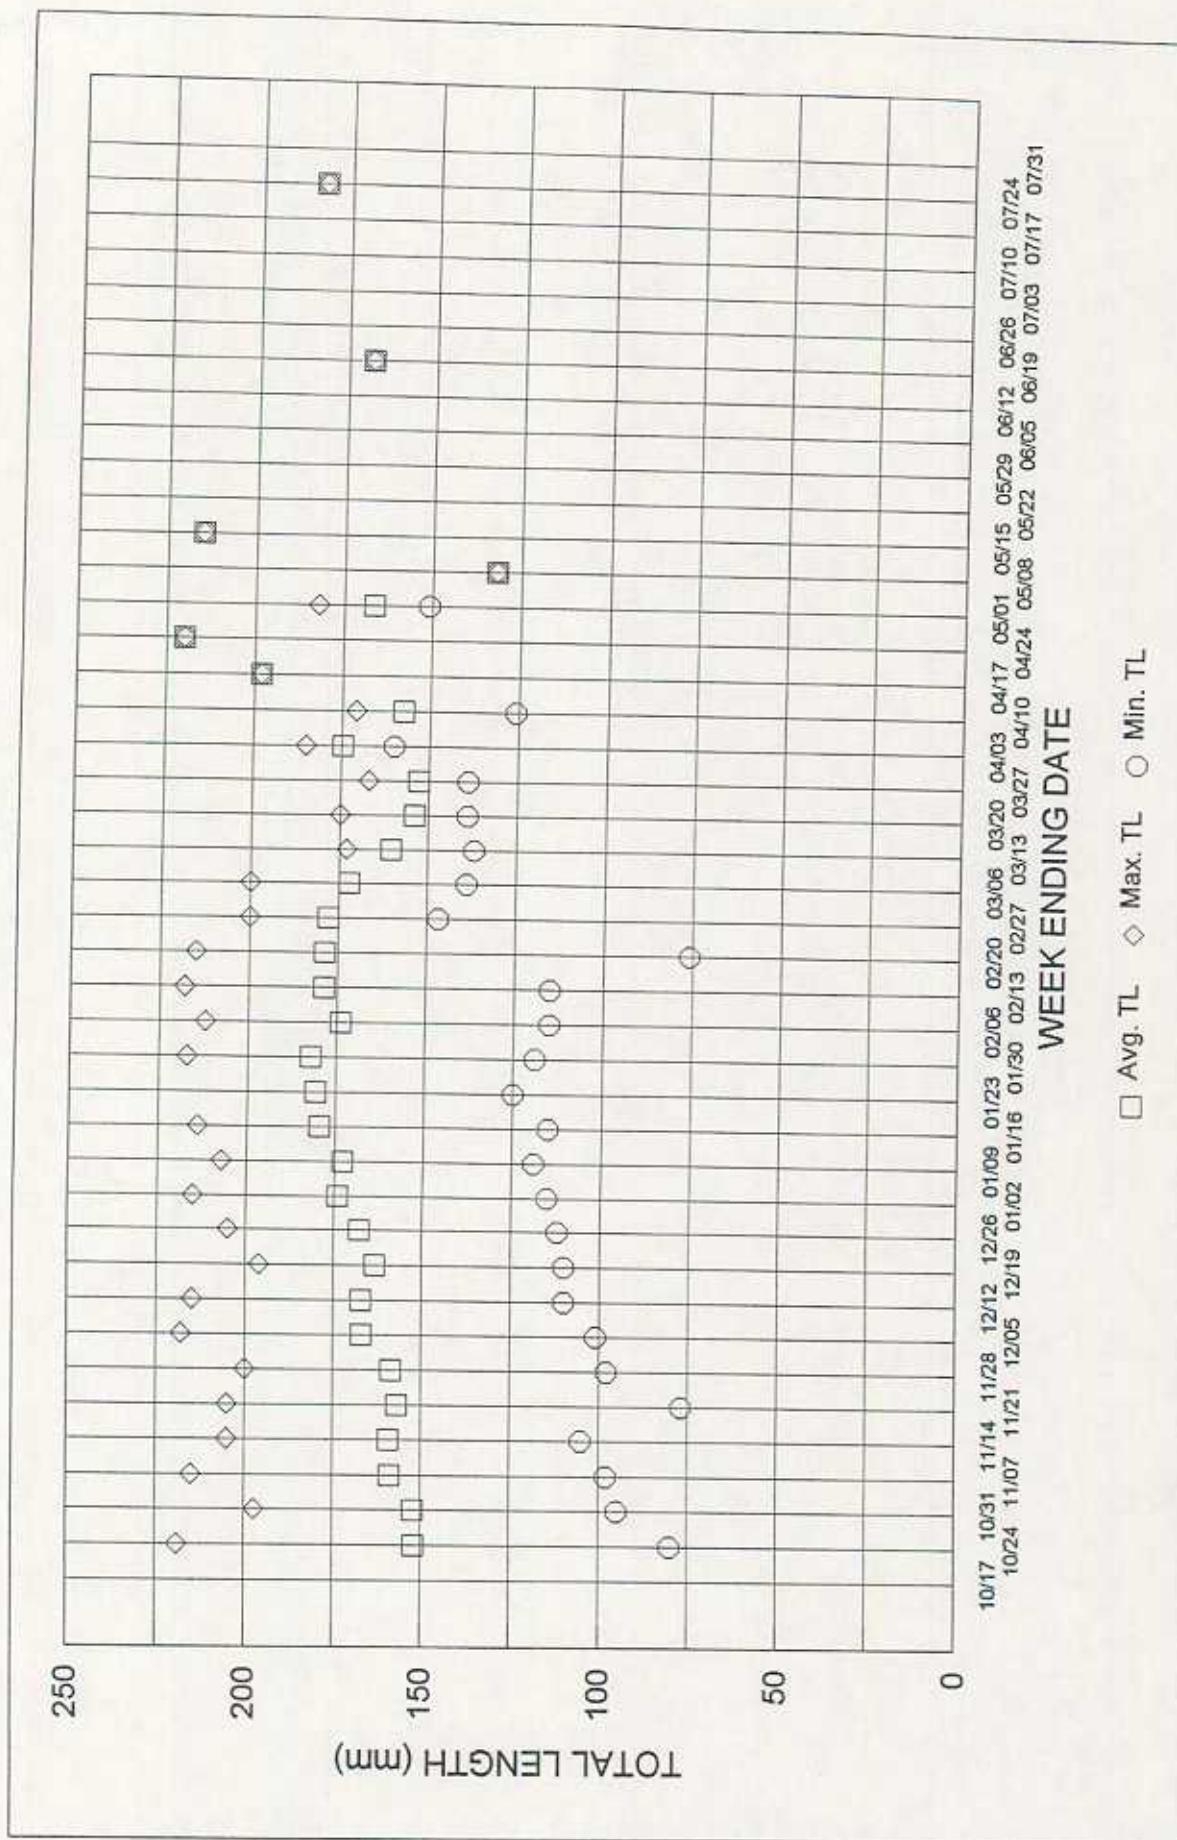 TOTAL LENGTH (mm)
250
200
150
100
50
0
10/17 10/31 11/14 11/28 12/12 12/26 01/09 01/23 02/06 02/20 03/06 03/20 04/03 04/17 05/01 05/15 05/29 06/12 06/26 07/10 07/24
10/24 11/07 11/21 12/05 12/19 01/02 01/16 01/30 02/13 02/27 03/13 03/27 04/10 04/24 05/08 05/22 06/05 06/19 07/03 07/17 07/31
WEEK ENDING DATE
Avg. TL Max. TL Min. TL